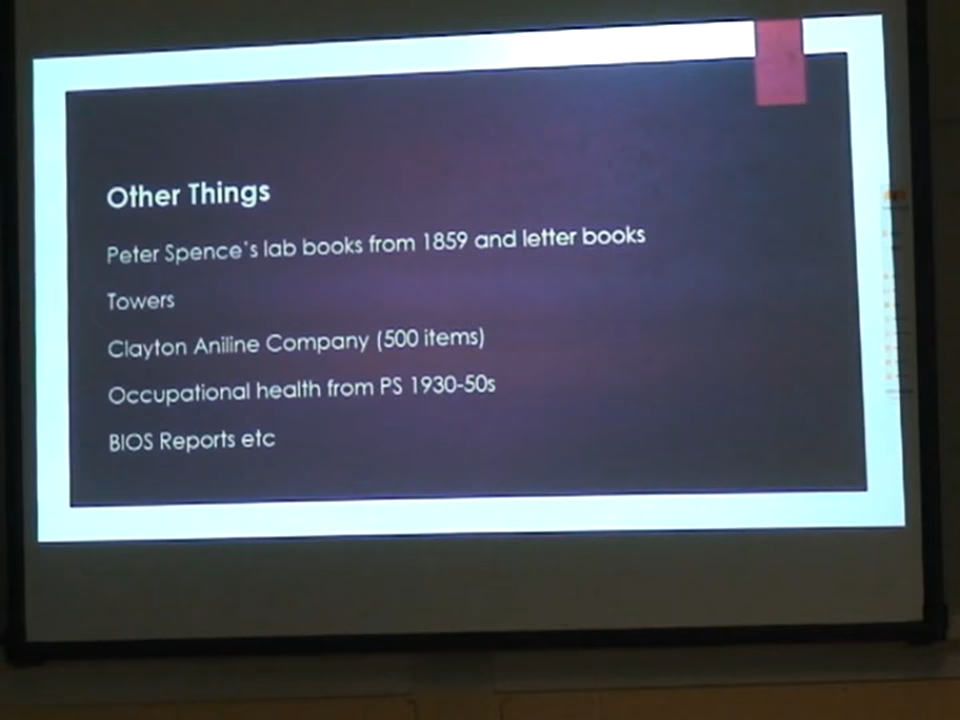 Other Things
Peter Spence's lab books from 1859 and letter books
Towers
Clayton Aniline Company (500 items)
Occupational health from PS 1930-50s
BIOS Reports etc